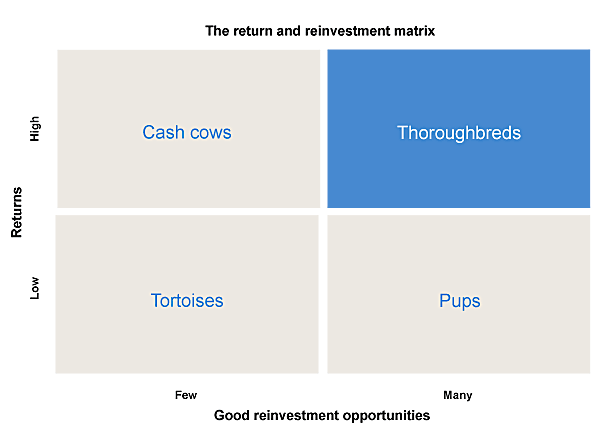 The return and reinvestment matrix
High
Cash cows
Thoroughbreds
Returns
Low
Tortoises
Pups
Few
Many
Good reinvestment opportunities